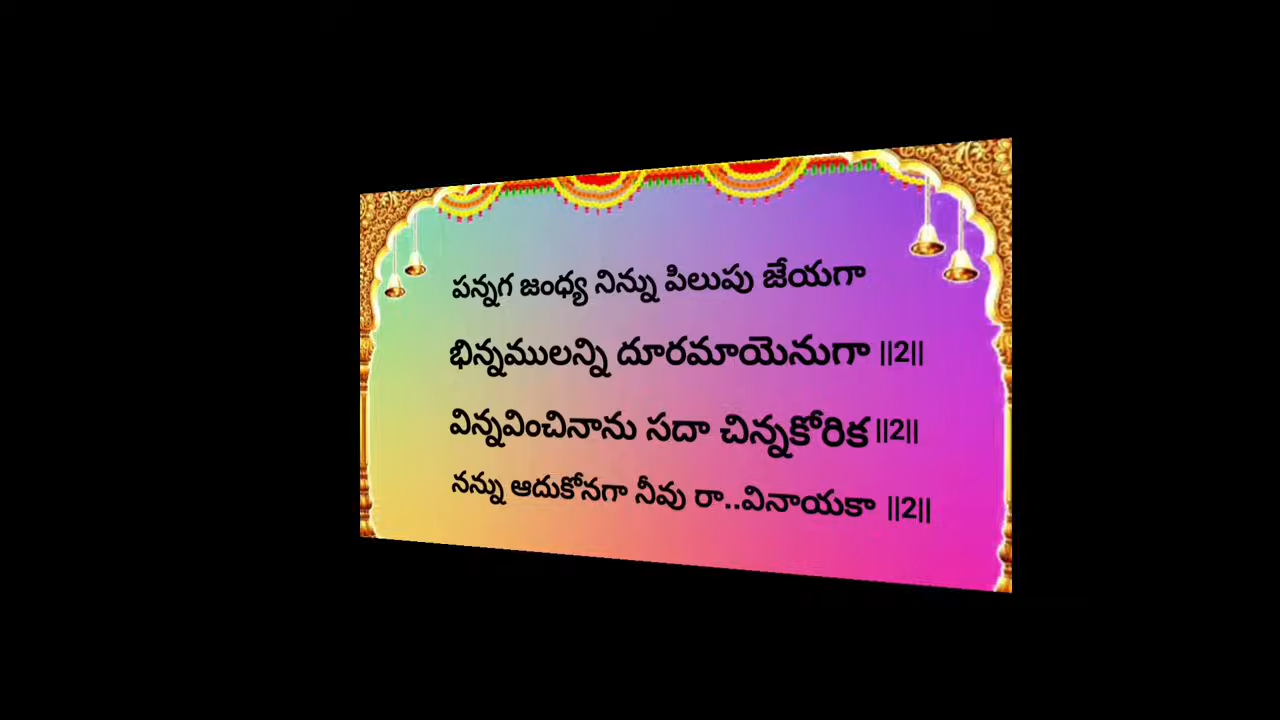 పన్నగ జంధ్య నిన్ను పిలుపు జేయగా
భిన్నములన్ని దూరమాయెనుగా ||2||
విన్నవించినాను సదా చిన్నకోరిక ||2||
నన్ను ఆదుకోనగా నీవు రా..వినాయకా ||2||